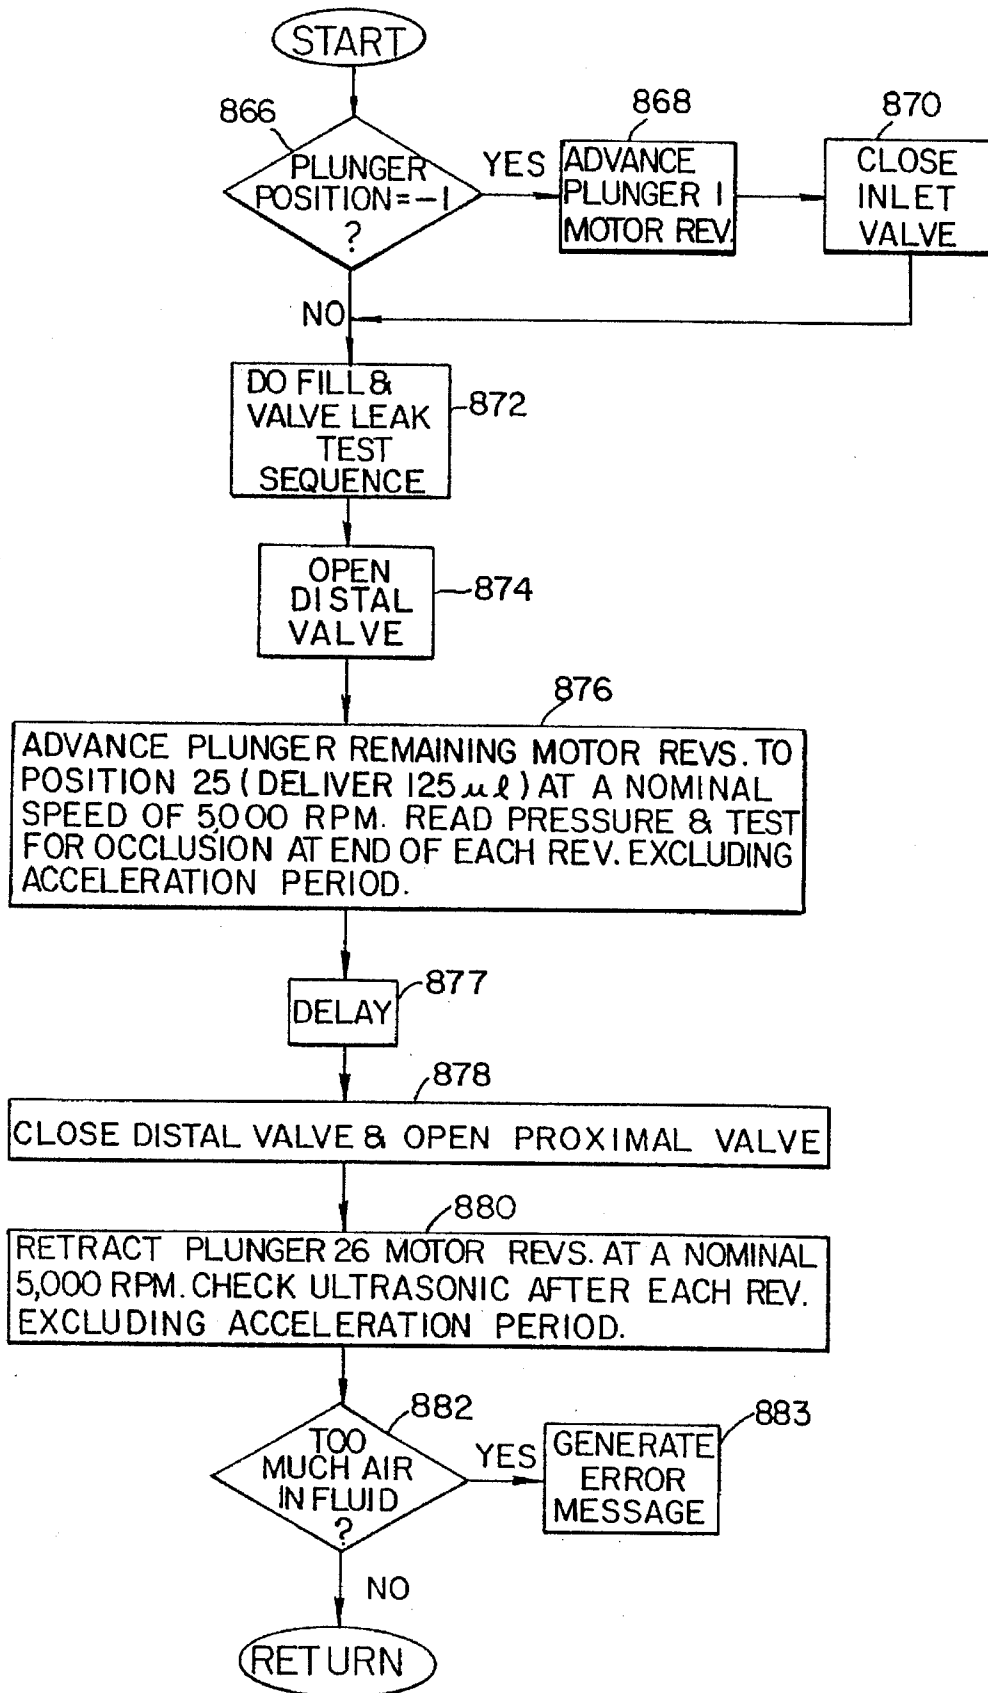 START
866
PLUNGER
POSITION = -1
?
YES
868
ADVANCE
PLUNGER 1
MOTOR REV.
870
CLOSE
INLET
VALVE
NO
DO FILL &
VALVE LEAK
TEST
SEQUENCE
872
OPEN
DISTAL
VALVE
874
876
ADVANCE PLUNGER REMAINING MOTOR REVS. TO
POSITION 25 (DELIVER 125 µl) AT A NOMINAL
SPEED OF 5,000 RPM. READ PRESSURE & TEST
FOR OCCLUSION AT END OF EACH REV. EXCLUDING
ACCELERATION PERIOD.
877
DELAY
878
CLOSE DISTAL VALVE & OPEN PROXIMAL VALVE
880
RETRACT PLUNGER 26 MOTOR REVS. AT A NOMINAL
5,000 RPM. CHECK ULTRASONIC AFTER EACH REV.
EXCLUDING ACCELERATION PERIOD.
882
TOO
MUCH AIR
IN FLUID
?
YES
883
GENERATE
ERROR
MESSAGE
NO
RETURN